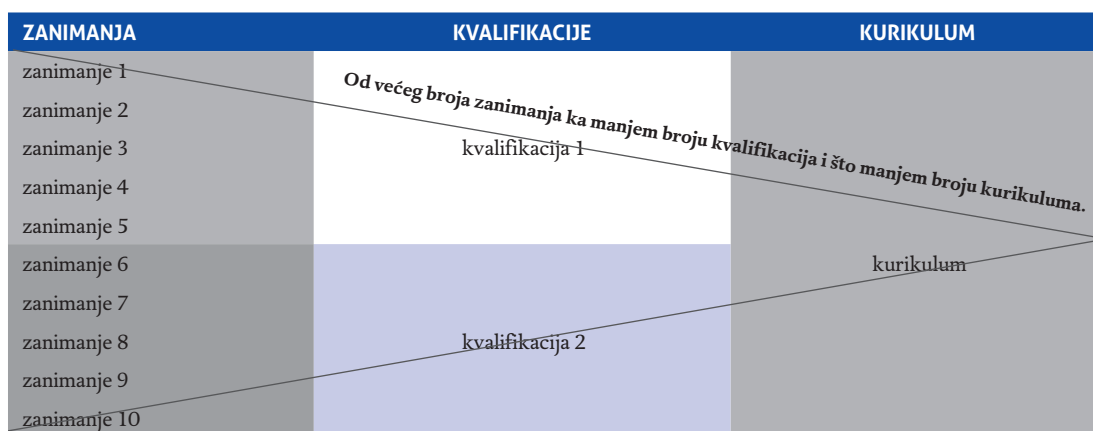 ZANIMANJA KVALIFIKACIJE KURIKULUM
zanimanje 1
Od većeg broja zanimanja ka manjem broju kvalifikacija i što manjem broju kurikuluma.
zanimanje 2
zanimanje 3 kvalifikacija 1
zanimanje 4
zanimanje 5
zanimanje 6 kurikulum
zanimanje 7
zanimanje 8 kvalifikacija 2
zanimanje 9
zanimanje 10